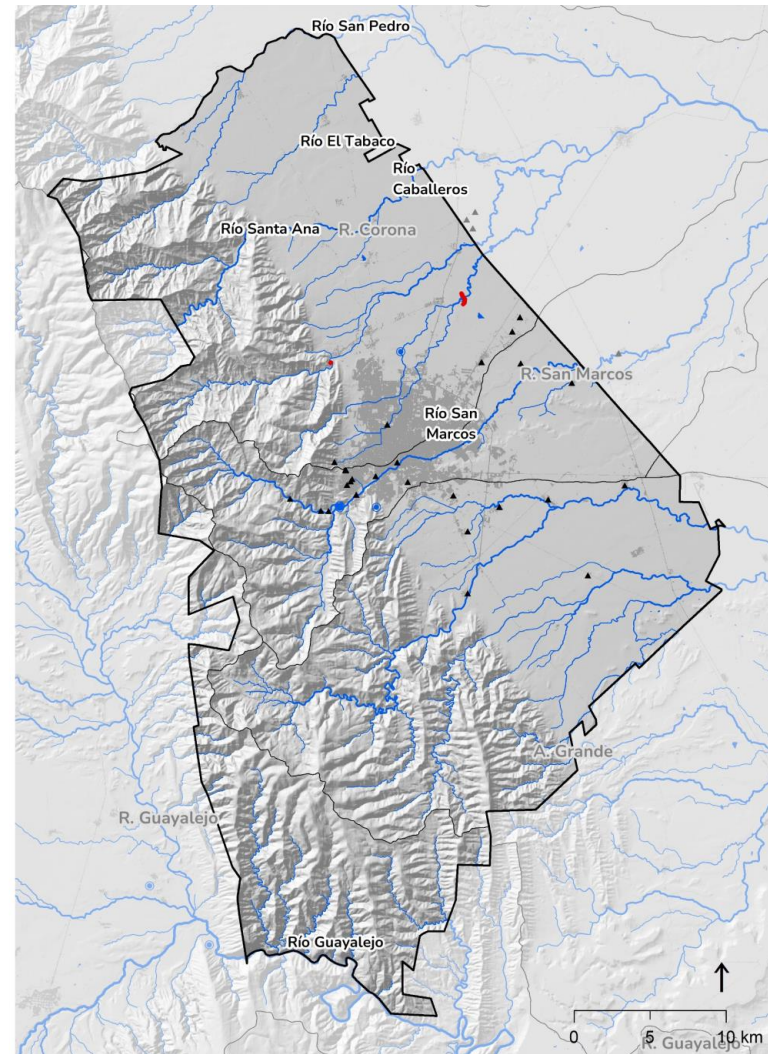 Río San Pedro
Río El Tabaco
Río
Caballeros
Río Santa Ana
R. Corona
R. San Marcos
Río San
Marcos
A. Grande
R. Guayalejo
Río Guayalejo
0 5 10 km
R. Guayalejo